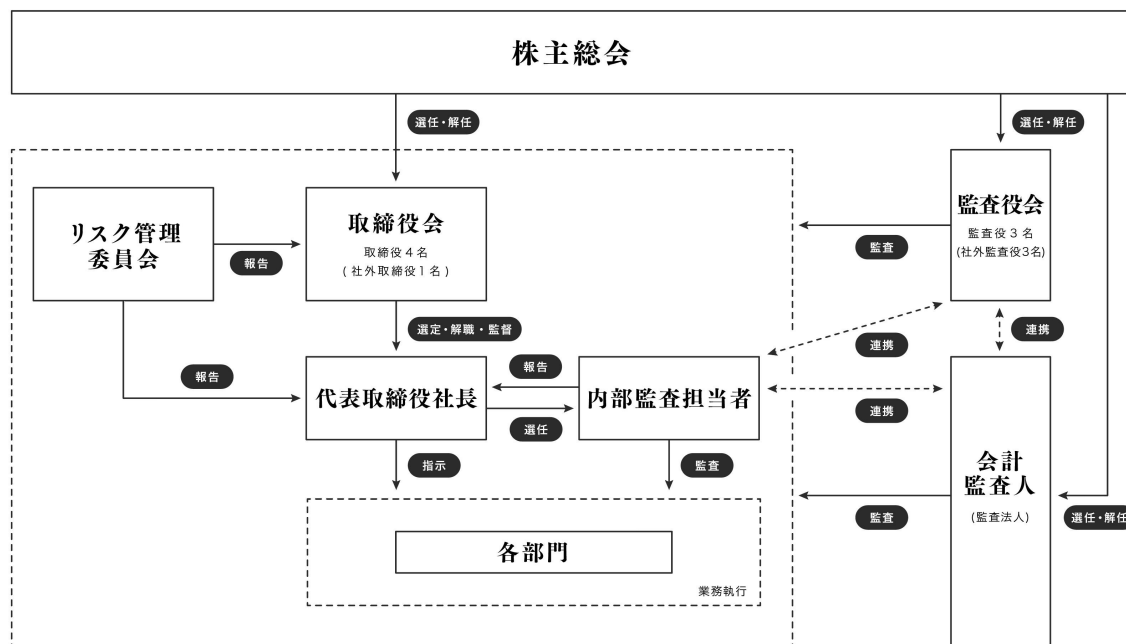 株主総会
選任・解任
選任・解任
リスク管理
委員会
報告
取締役会
取締役4名
(社外取締役1名)
監査役会
監査役3名
(社外監査役3名)
監査
選定・解職・監督
連携
連携
報告
代表取締役社長
報告
選任
内部監査担当者
連携
指示
監査
会計
監査人
(監査法人)
監査
選任・解任
各部門
業務執行